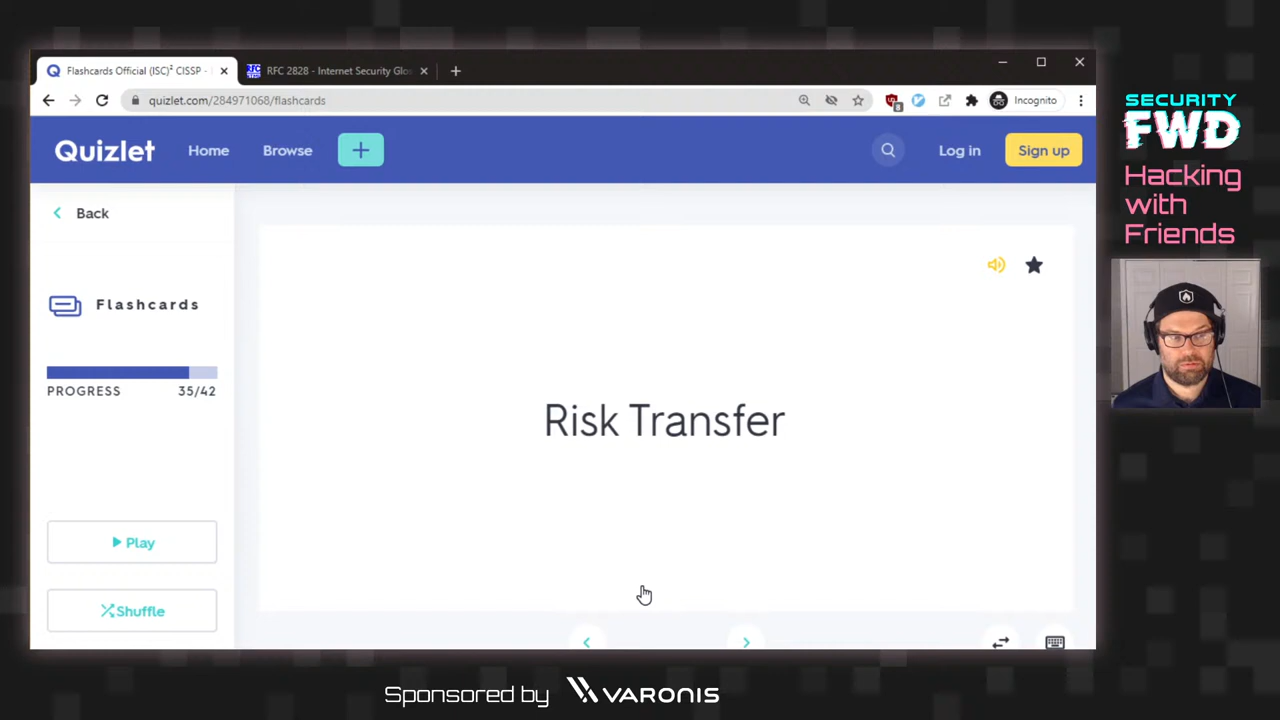 Flashcards Official (ISC)² CISSP -
RFC 2828 - Internet Security Glos
quizlet.com/284971068/flashcards
8
Incognito
Quizlet
Home
Browse
Log in
Sign up
Back
Flashcards
PROGRESS
35/42
Play
Shuffle
Risk Transfer
SECURITY
FWD
Hacking
with
Friends
Sponsored by
VARONIS